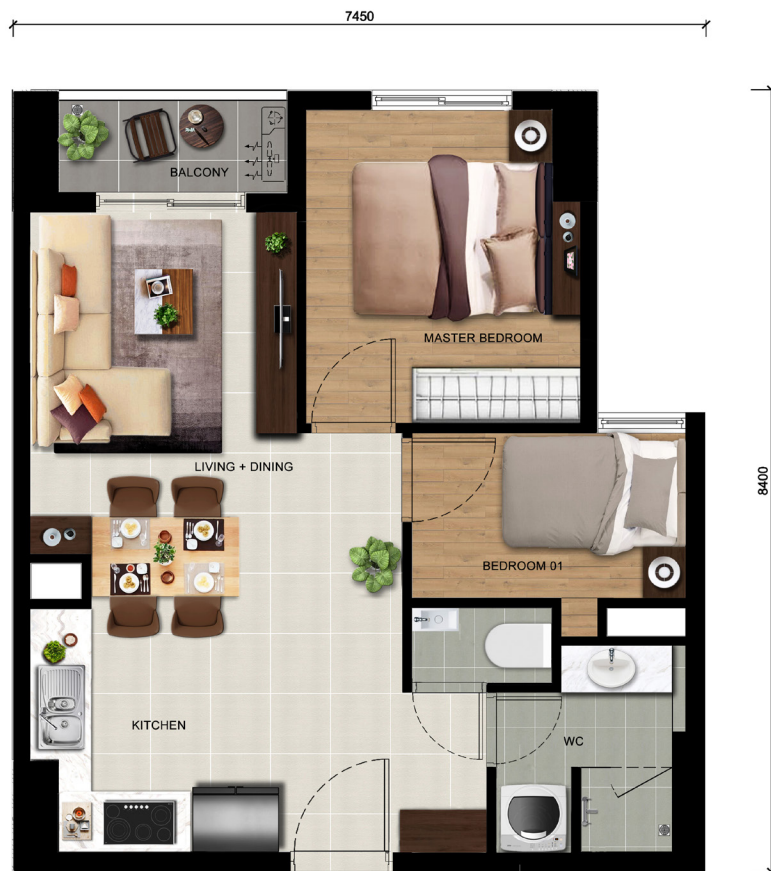 7450
BALCONY
MASTER BEDROOM
LIVING + DINING
8400
BEDROOM 01
KITCHEN
WC